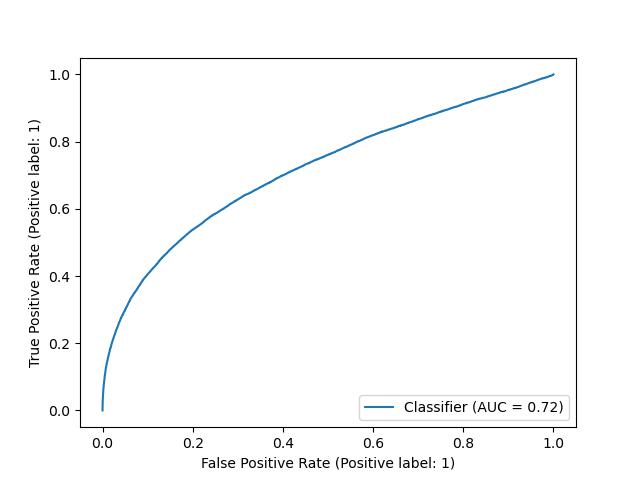 1.0
0.8
0.6
0.4
0.2
0.0
True Positive Rate (Positive label: 1)
Classifier (AUC = 0.72)
0.0 0.2 0.4 0.6 0.8 1.0
False Positive Rate (Positive label: 1)